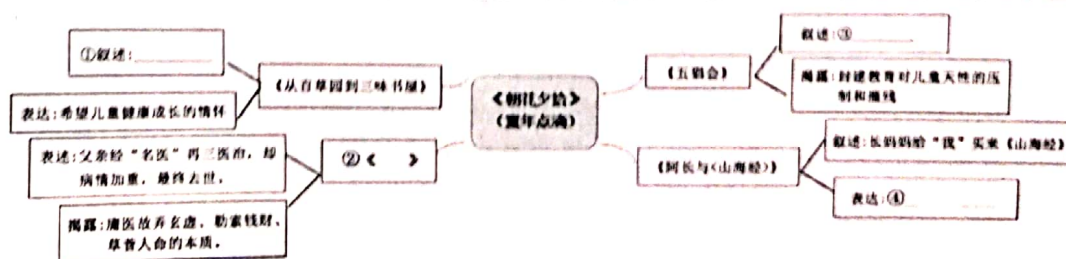 ①叙述：
《从百草园到三味书屋》
表达：希望儿童健康成长的情怀
表述：父亲经“名医”再三医治，却
病情加重，最终去世。
②《 》
揭露：庸医故弄玄虚、勒索钱财、
草菅人命的本质。
《朝花夕拾》
（童年点滴）
《五猖会》
叙述：③
揭露：封建教育对儿童天性的压
制和摧残
《阿长与<山海经>》
叙述：长妈妈给“我”买来《山海经》
表达：④